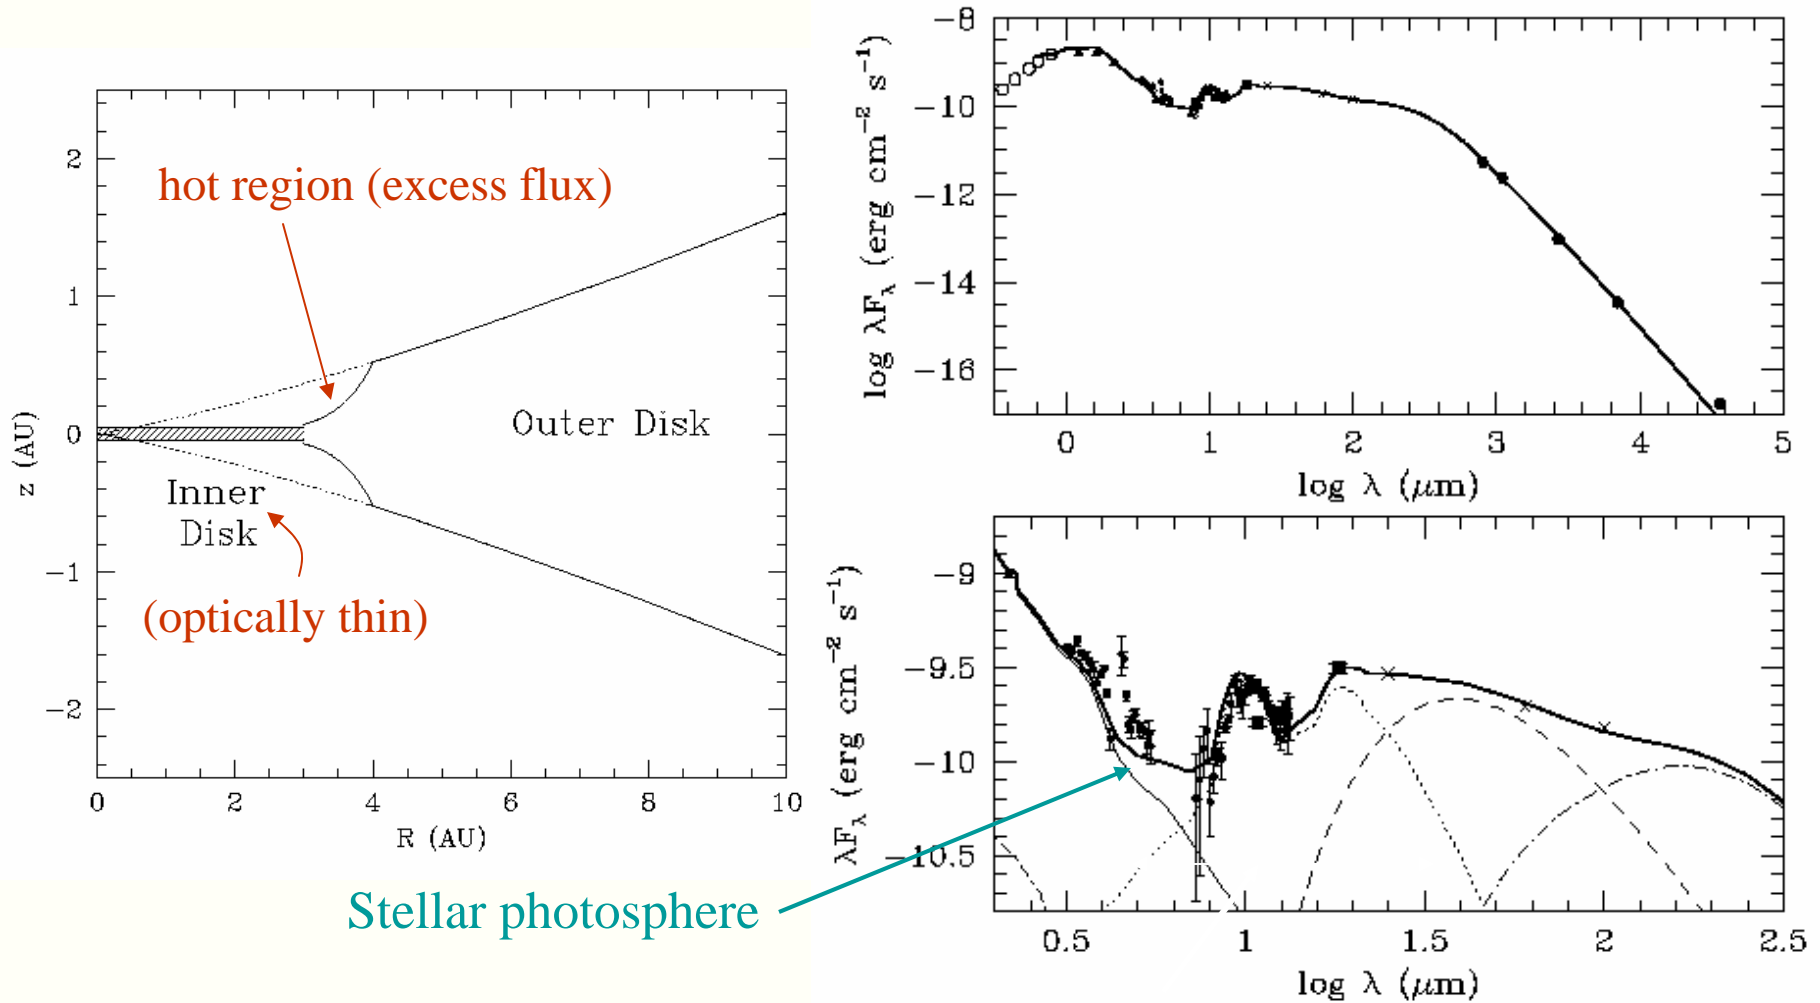 hot region (excess flux)
Outer Disk
Inner
Disk
(optically thin)
z (AU)
2
1
0
−1
−2
0
2
4
6
8
10
R (AU)
Stellar photosphere
log λFλ (erg cm−2 s−1)
−8
−10
−12
−14
−16
0
1
2
3
4
5
log λ (μm)
λFλ (erg cm−2 s−1)
−9
−9.5
−10
−10.5
0.5
1
1.5
2
2.5
log λ (μm)